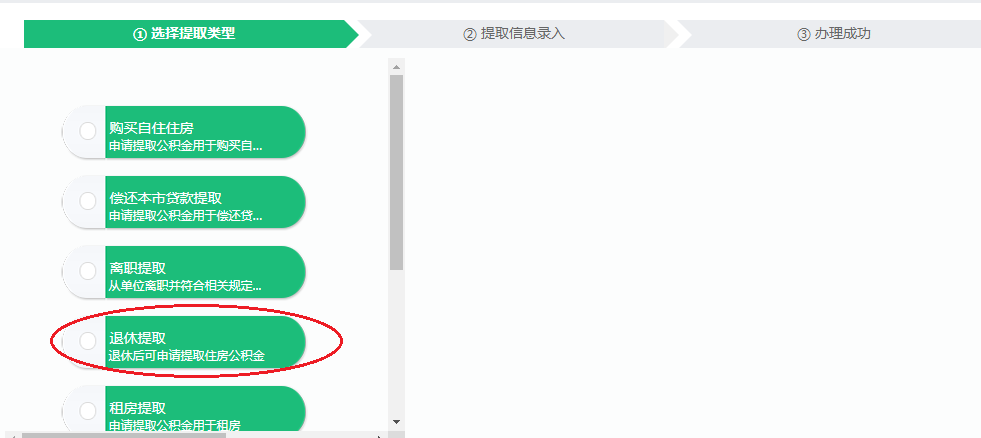 ① 选择提取类型
② 提取信息录入
③ 办理成功
购买自住住房
申请提取公积金用于购买自...
偿还本市贷款提取
申请提取公积金用于偿还贷...
离职提取
从单位离职并符合相关规定...
退休提取
退休后可申请提取住房公积金
租房提取
申请提取公积金用于租房